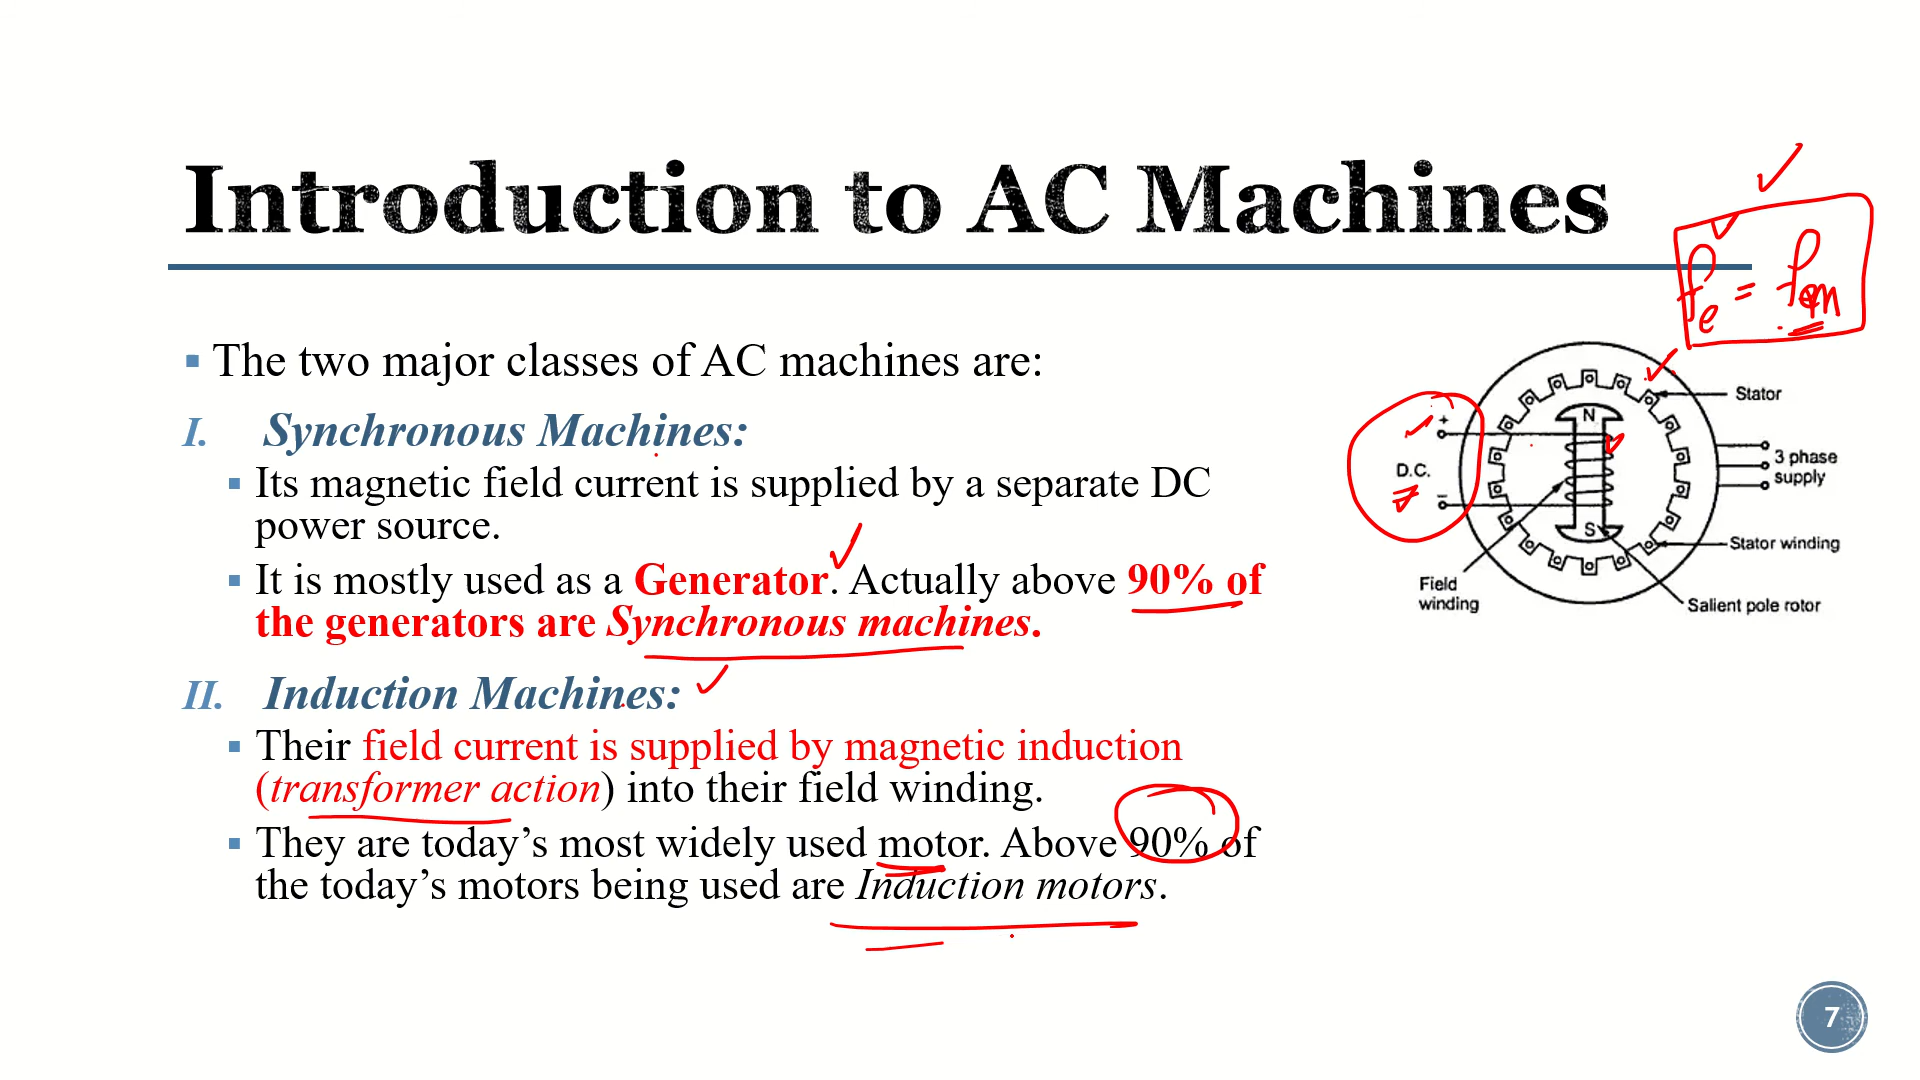 Introduction to AC Machines
fe = fem
▪ The two major classes of AC machines are:
I. Synchronous Machines:
▪ Its magnetic field current is supplied by a separate DC
power source.
▪ It is mostly used as a Generator. Actually above 90% of
the generators are Synchronous machines.
II. Induction Machines:
▪ Their field current is supplied by magnetic induction
(transformer action) into their field winding.
▪ They are today’s most widely used motor. Above 90% of
the today’s motors being used are Induction motors.
Stator
N
+
D.C.
−
3 phase
supply
S
Stator winding
Field
winding
Salient pole rotor
7